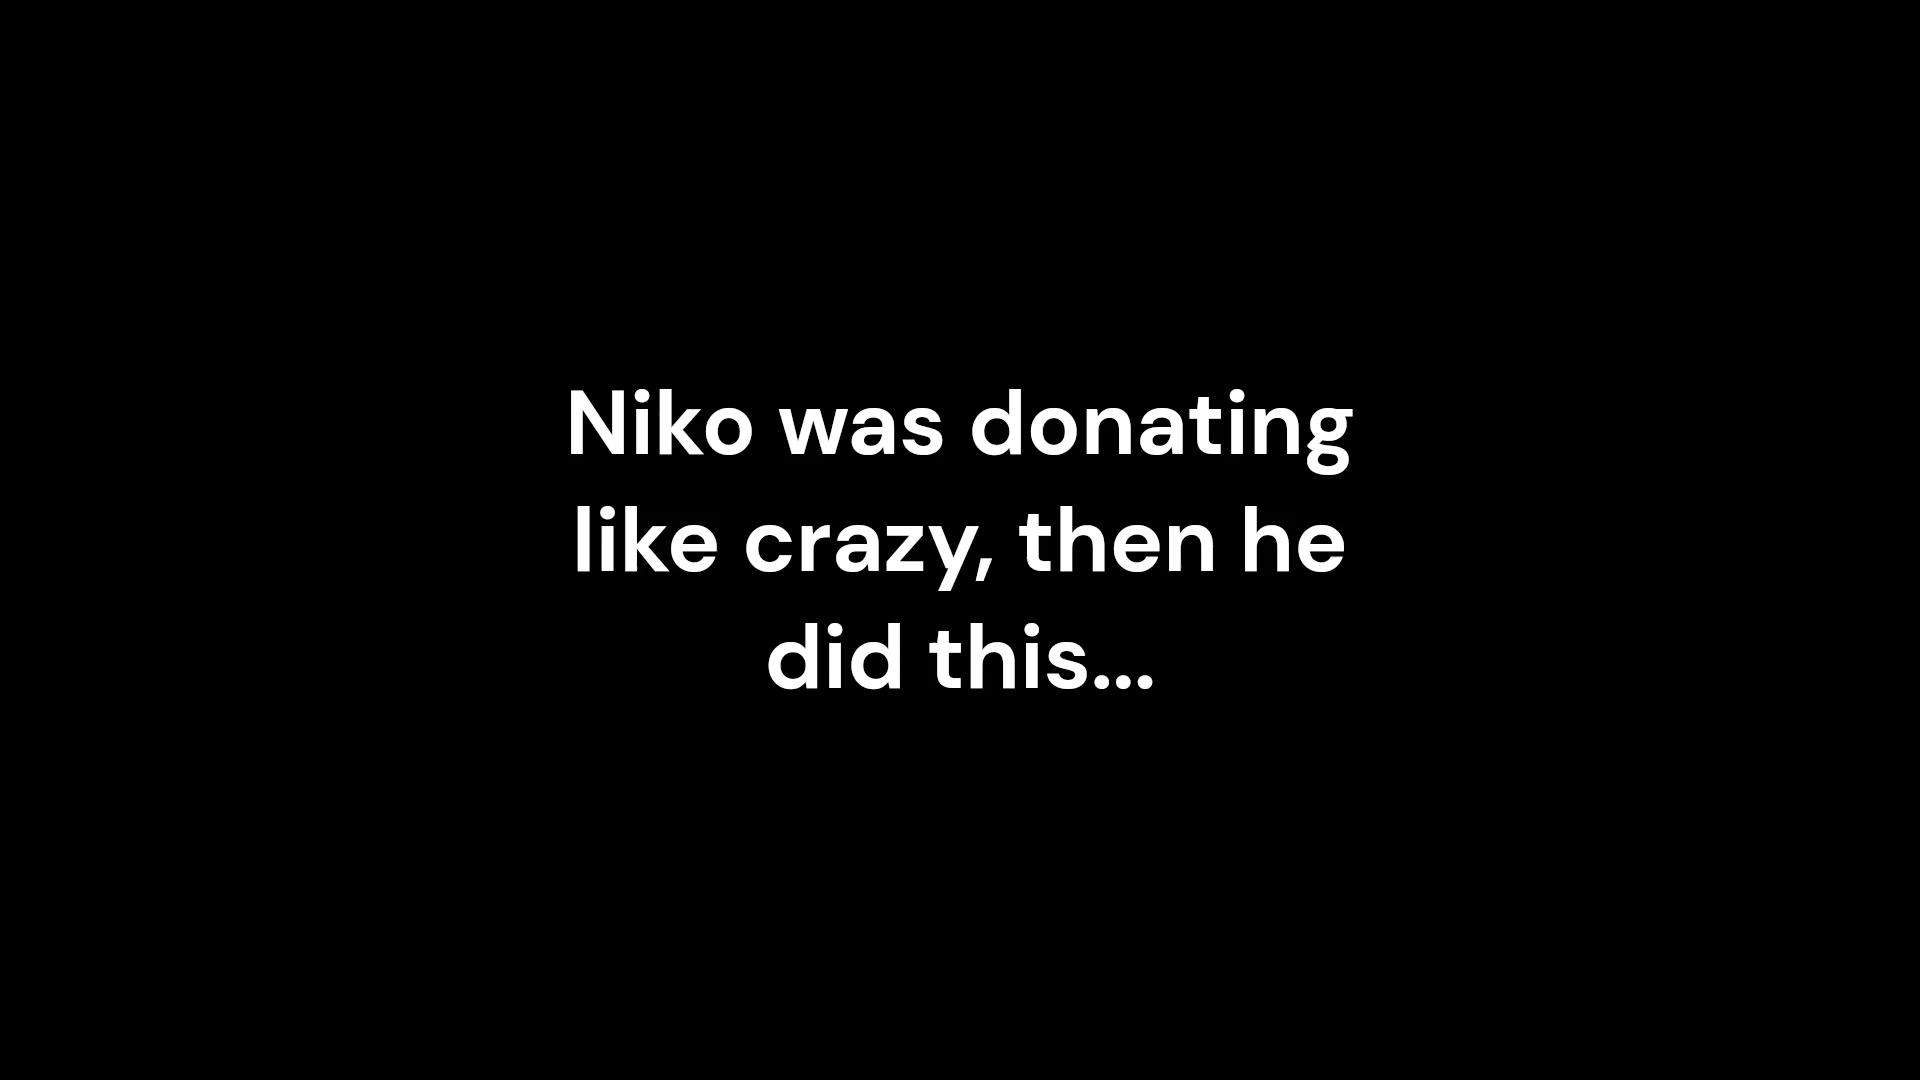 Niko was donating
like crazy, then he
did this...